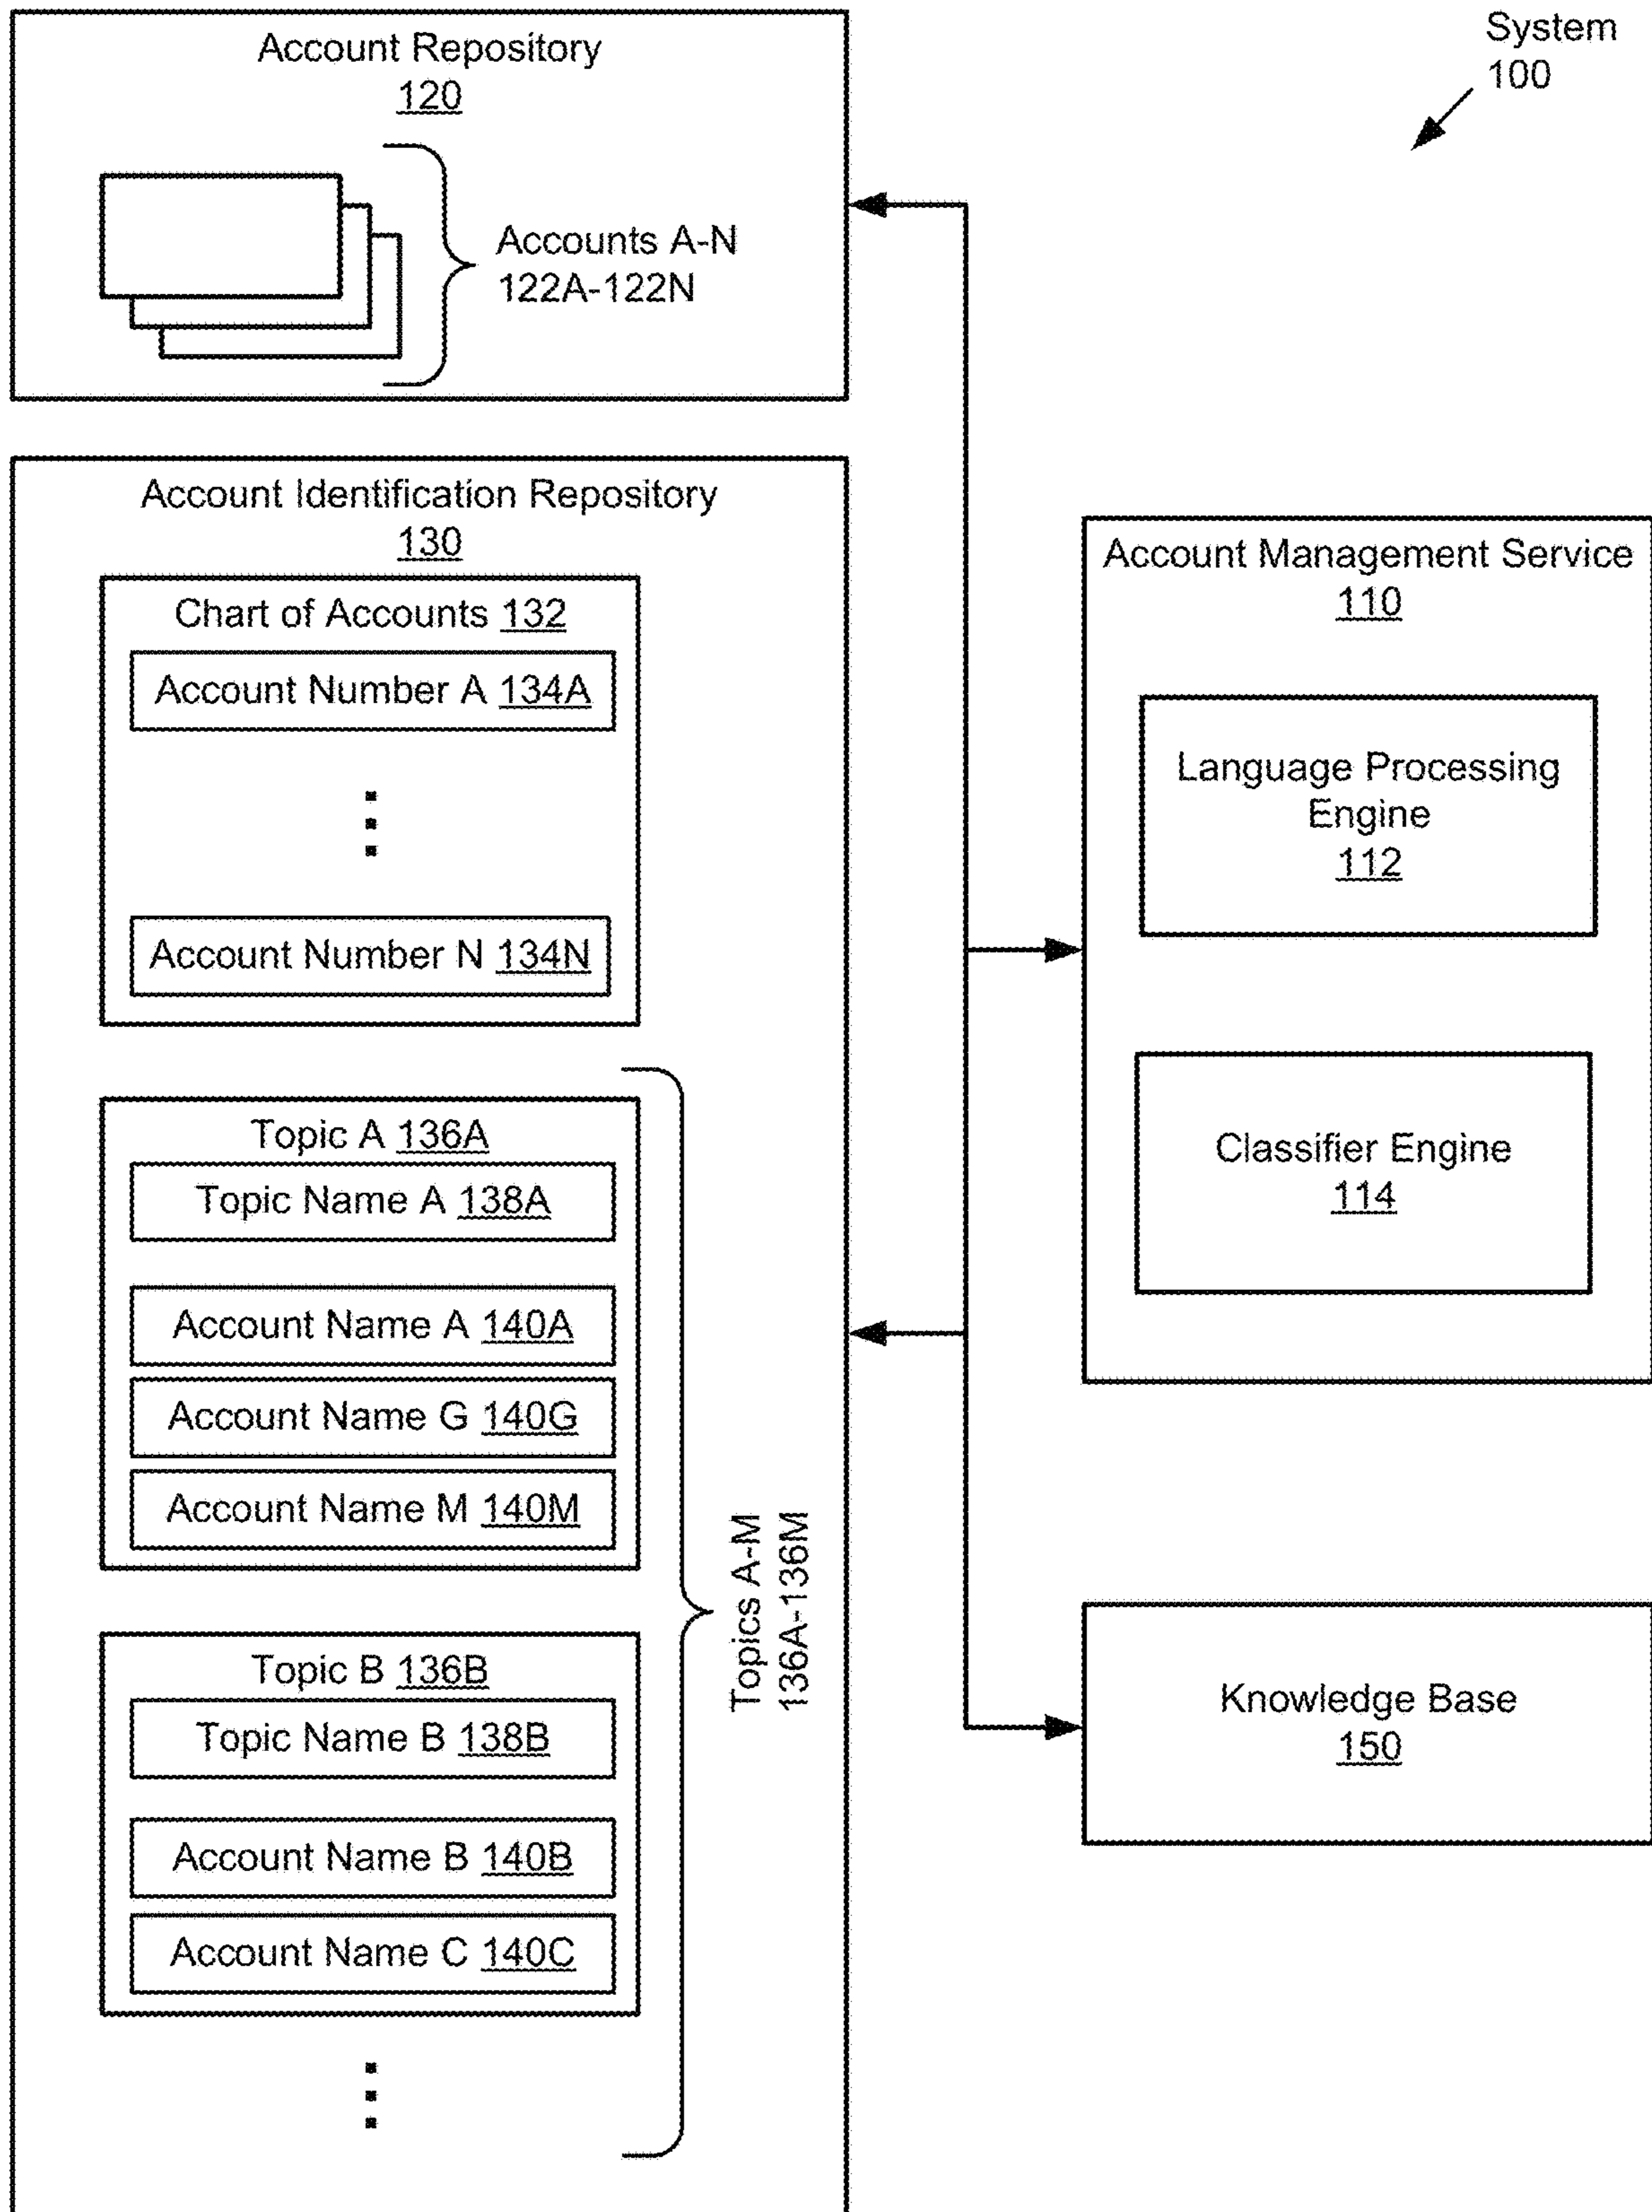 System
100
Account Repository
120
Accounts A-N
122A-122N
Account Identification Repository
130
Chart of Accounts 132
Account Number A 134A
Account Number N 134N
Topic A 136A
Topic Name A 138A
Account Name A 140A
Account Name G 140G
Account Name M 140M
Topic B 136B
Topic Name B 138B
Account Name B 140B
Account Name C 140C
Topics A-M
136A-136M
Account Management Service
110
Language Processing
Engine
112
Classifier Engine
114
Knowledge Base
150